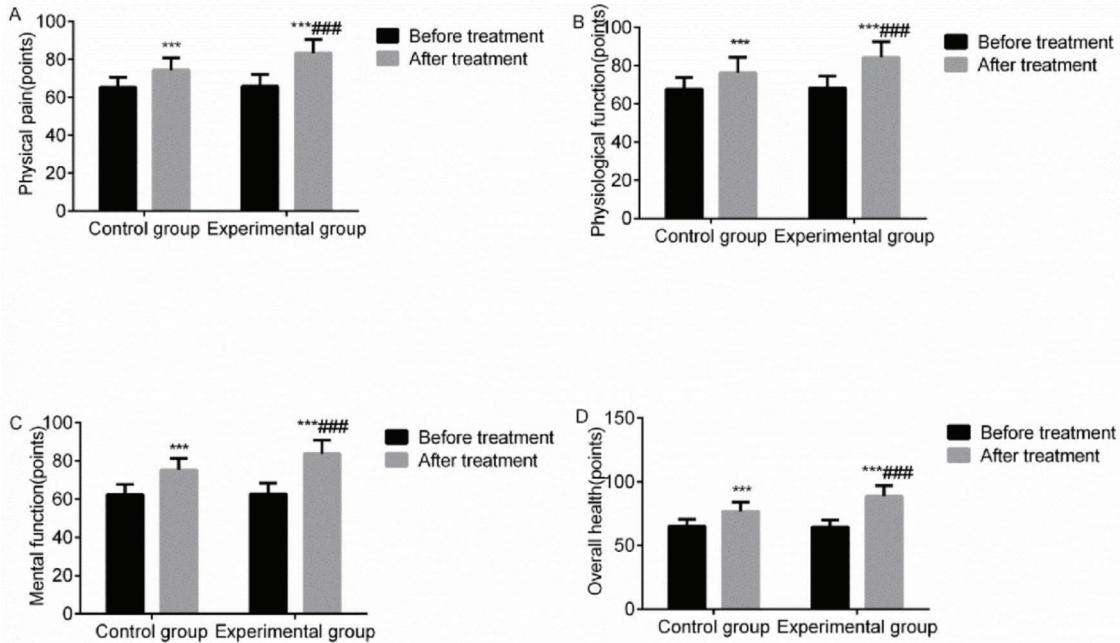 A
Physical pain(points)
100
80
60
40
20
0
***
***###
Control group
Experimental group
Before treatment
After treatment
B
Physiological function(points)
100
80
60
40
20
0
***
***###
Control group
Experimental group
Before treatment
After treatment
C
Mental function(points)
100
80
60
40
20
0
***
***###
Control group
Experimental group
Before treatment
After treatment
D
Overall health(points)
150
100
50
0
***
***###
Control group
Experimental group
Before treatment
After treatment